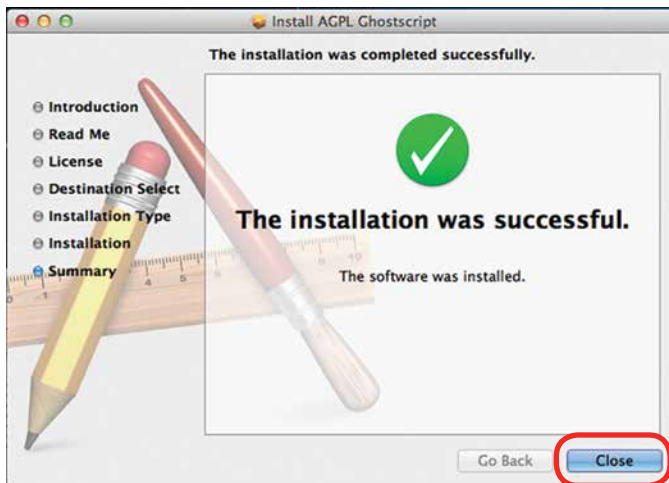 Install AGPL Ghostscript
The installation was completed successfully.
Introduction
Read Me
License
Destination Select
Installation Type
Installation
Summary
The installation was successful.
The software was installed.
Go Back
Close